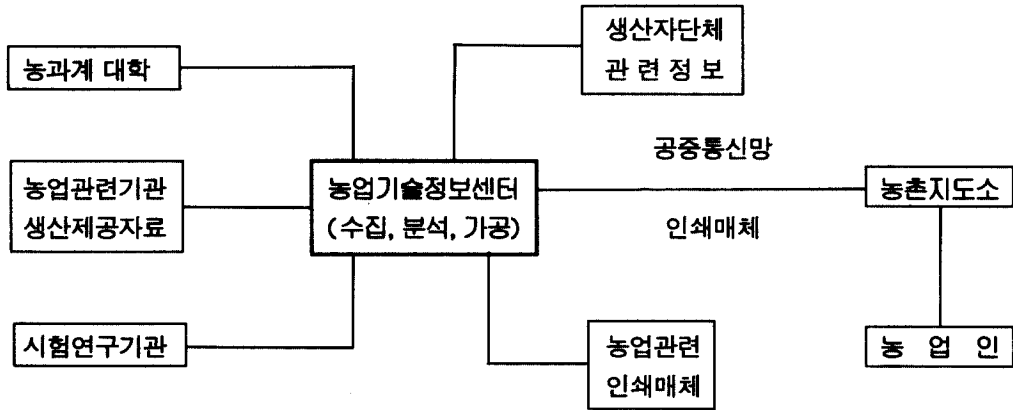 생산자단체
관 련 정 보
농과계 대학
공중통신망
농업관련기관
생산제공자료
농업기술정보센터
(수집, 분석, 가공)
농촌지도소
인쇄매체
시험연구기관
농업관련
인쇄매체
농 업 인